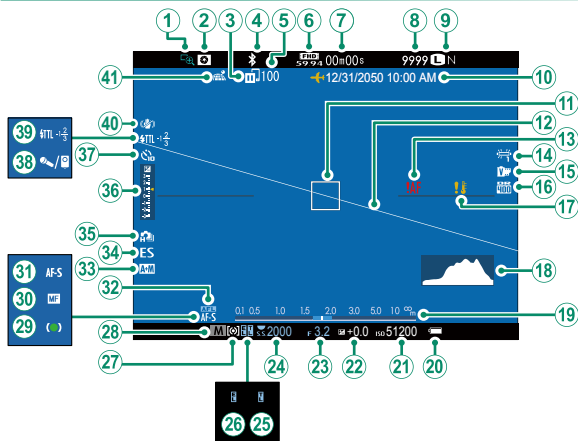 1 2 3 4 5 6 7 8 9
FHD 59.94 00m00s 9999 L N
41 100 12/31/2050 10:00 AM 10
11
12
40 13
39 TTL -1 2/3 TTL -1 2/3 14
38 / 37 15
36 16
17
35 H
31 AF-S 34 ES 18
30 MF 33 A+M
32
29 AF-S 0.1 0.5 1.0 1.5 2.0 3.0 5.0 10 ∞ m 19
28 M S.S 2000 F 3.2 +0.0 ISO 51200 20
27 24 23 22 21
26 25